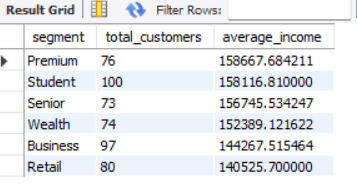 Result Grid Filter Rows:
segment total_customers average_income
Premium 76 158667.684211
Student 100 158116.810000
Senior 73 156745.534247
Wealth 74 152389.121622
Business 97 144267.515464
Retail 80 140525.700000